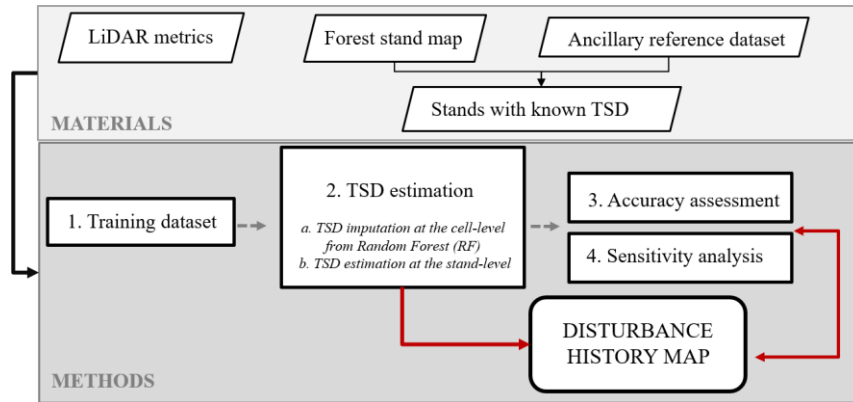 LiDAR metrics
Forest stand map
Ancillary reference dataset
Stands with known TSD
MATERIALS
1. Training dataset
2. TSD estimation
a. TSD imputation at the cell-level
from Random Forest (RF)
b. TSD estimation at the stand-level
3. Accuracy assessment
4. Sensitivity analysis
DISTURBANCE
HISTORY MAP
METHODS